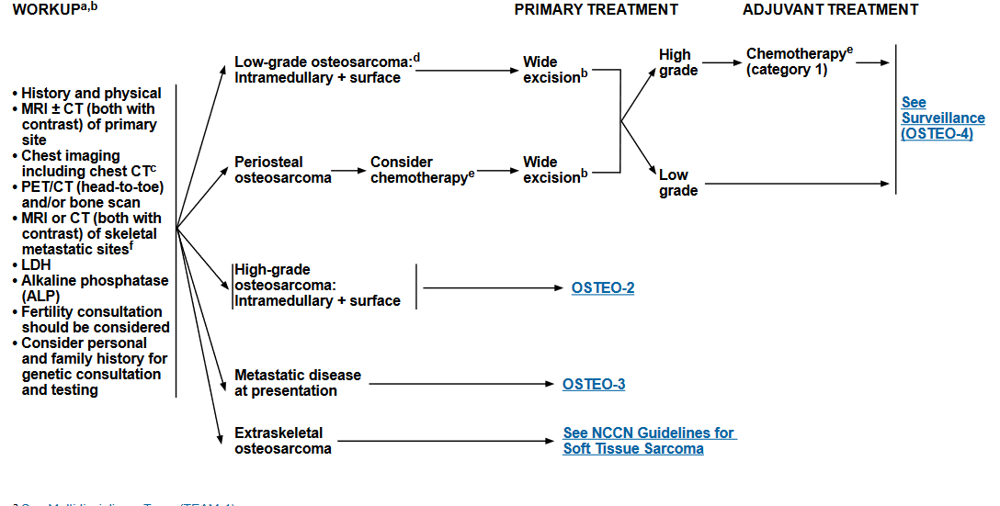 WORKUPa,b
PRIMARY TREATMENT
ADJUVANT TREATMENT
• History and physical
• MRI ± CT (both with
contrast) of primary
site
• Chest imaging
including chest CTc
• PET/CT (head-to-toe)
and/or bone scan
• MRI or CT (both with
contrast) of skeletal
metastatic sitesf
• LDH
• Alkaline phosphatase
(ALP)
• Fertility consultation
should be considered
• Consider personal
and family history for
genetic consultation
and testing
Low-grade osteosarcoma:d
Intramedullary + surface
Wide
excisionb
Periosteal
osteosarcoma
Consider
chemotherapye
Wide
excisionb
High
grade
Chemotherapye
(category 1)
Low
grade
See
Surveillance
(OSTEO-4)
High-grade
osteosarcoma:
Intramedullary + surface
OSTEO-2
Metastatic disease
at presentation
OSTEO-3
Extraskeletal
osteosarcoma
See NCCN Guidelines for
Soft Tissue Sarcoma